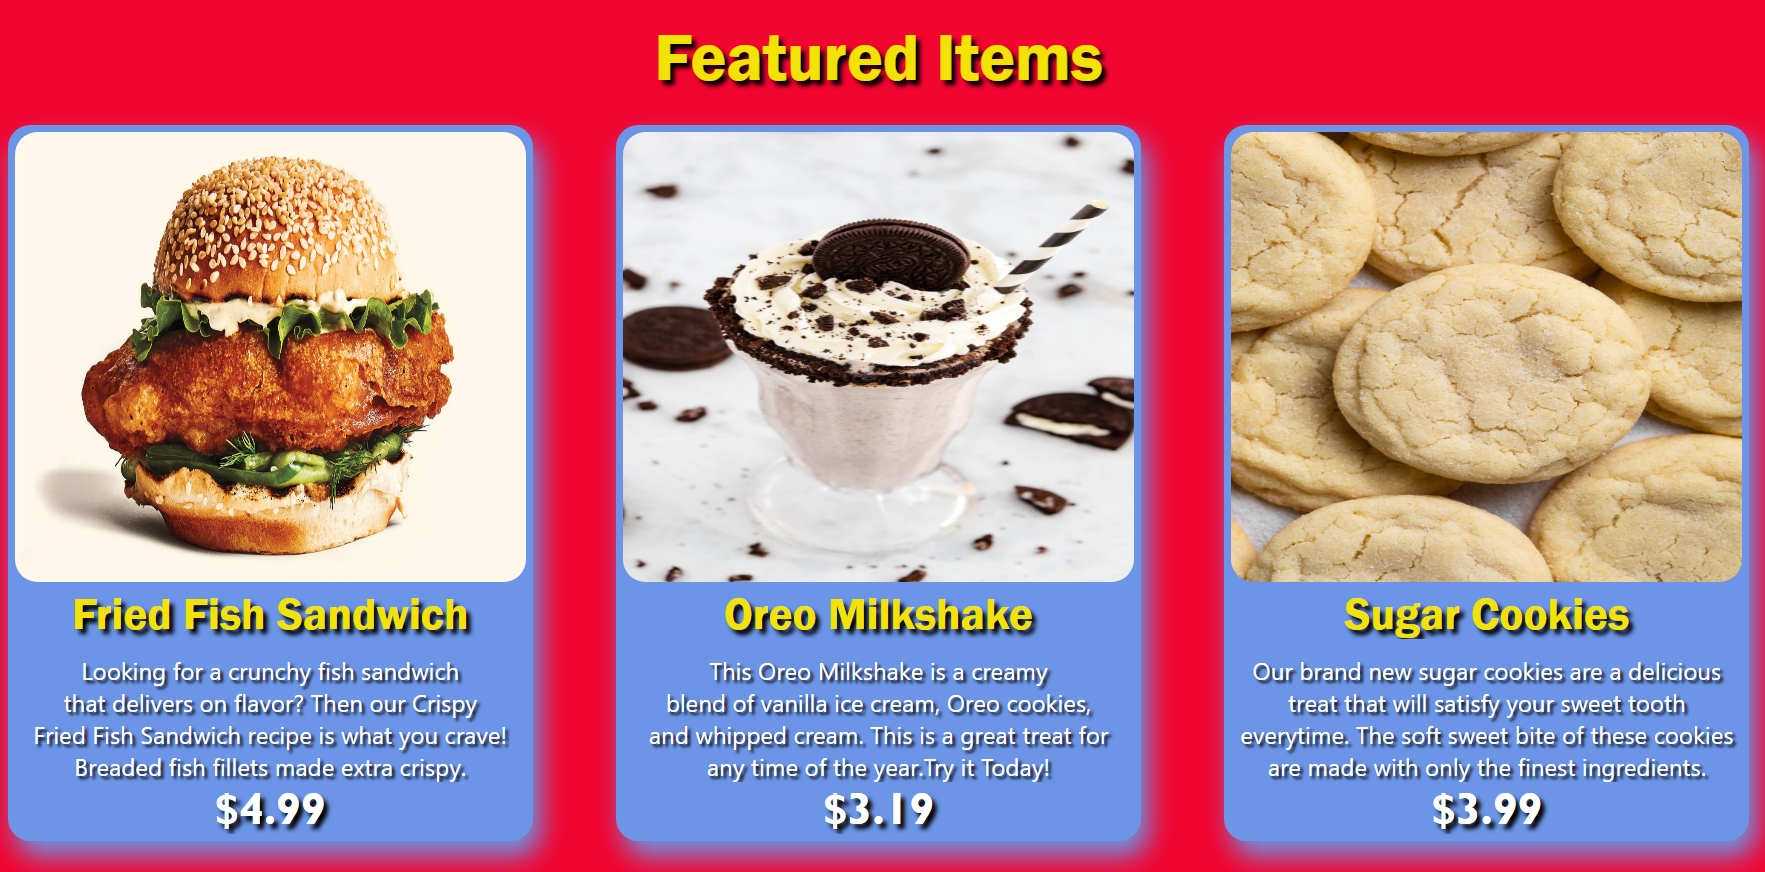 Featured Items
Fried Fish Sandwich
Looking for a crunchy fish sandwich
that delivers on flavor? Then our Crispy
Fried Fish Sandwich recipe is what you crave!
Breaded fish fillets made extra crispy.
$4.99
Oreo Milkshake
This Oreo Milkshake is a creamy
blend of vanilla ice cream, Oreo cookies,
and whipped cream. This is a great treat for
any time of the year.Try it Today!
$3.19
Sugar Cookies
Our brand new sugar cookies are a delicious
treat that will satisfy your sweet tooth
everytime. The soft sweet bite of these cookies
are made with only the finest ingredients.
$3.99